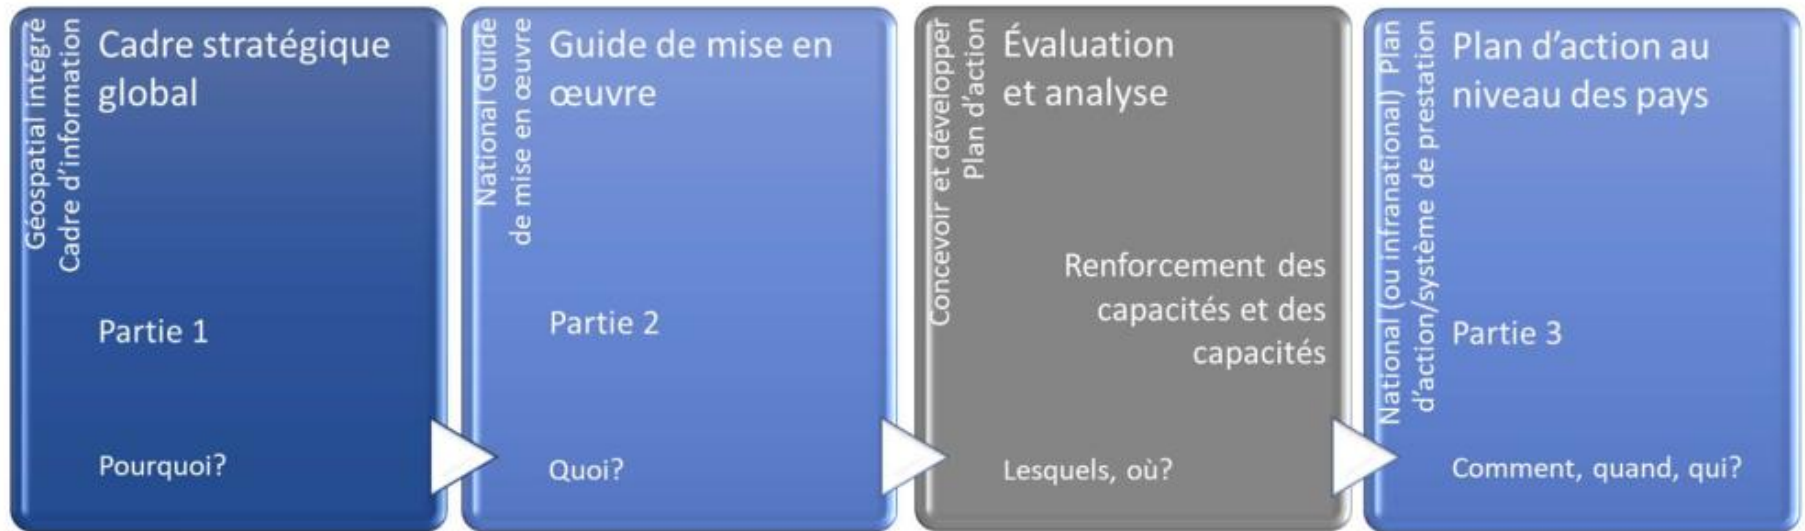 Géospatial intégré
Cadre d'information
Cadre stratégique
global
Partie 1
Pourquoi?
National Guide
de mise en œuvre
Guide de mise en
œuvre
Partie 2
Quoi?
Concevoir et développer
Plan d'action
Évaluation
et analyse
Renforcement des
capacités et des
capacités
Lesquels, où?
National (ou infranational) Plan
d'action/système de prestation
Plan d'action au
niveau des pays
Partie 3
Comment, quand, qui?